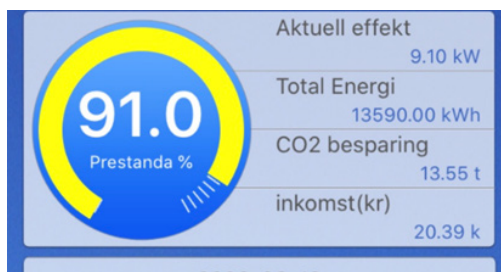 91.0
Prestanda %
Aktuell effekt
9.10 kW
Total Energi
13590.00 kWh
CO2 besparing
13.55 t
inkomst(kr)
20.39 k